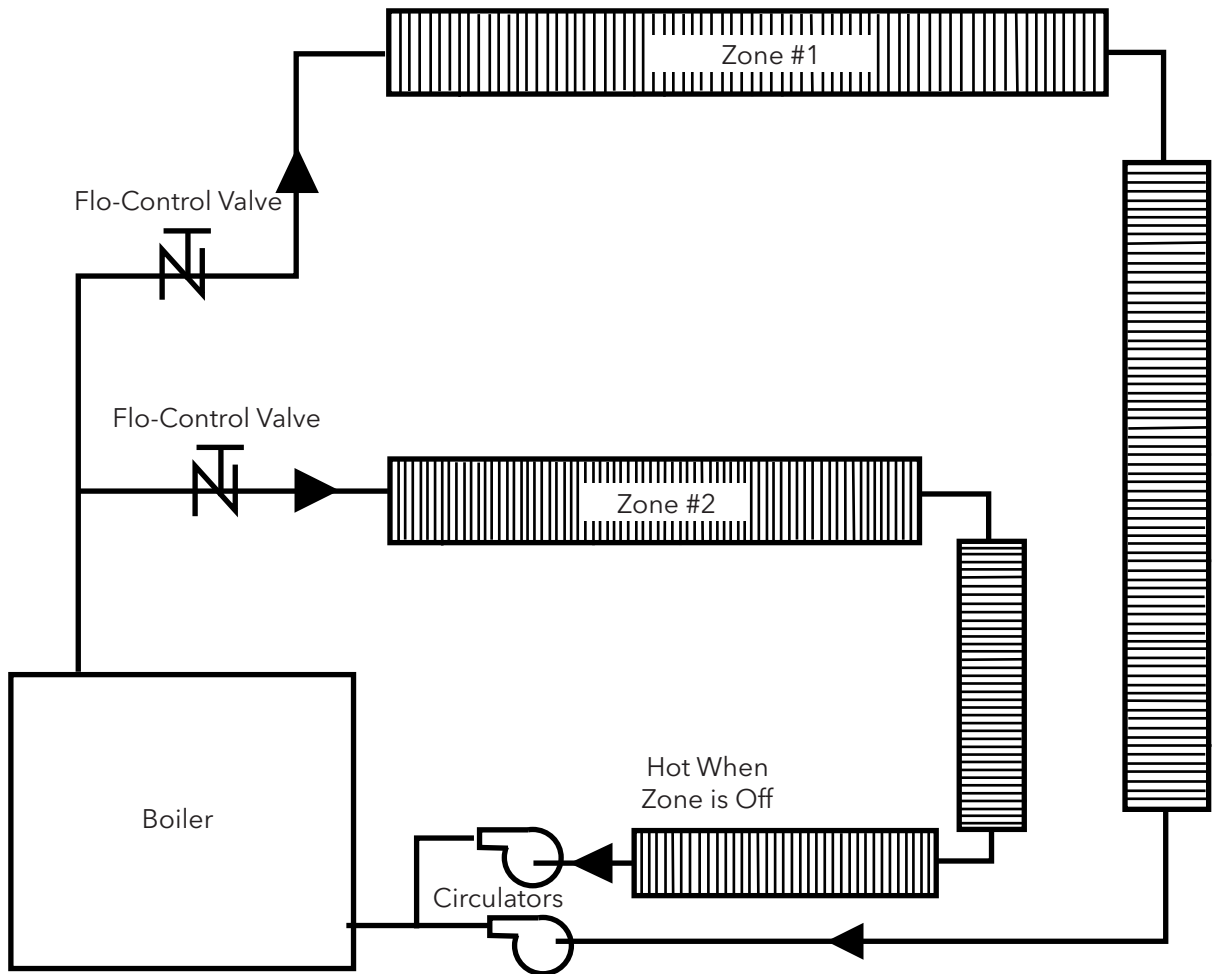 Zone #1
Flo-Control Valve
Flo-Control Valve
Zone #2
Hot When
Zone is Off
Boiler
Circulators